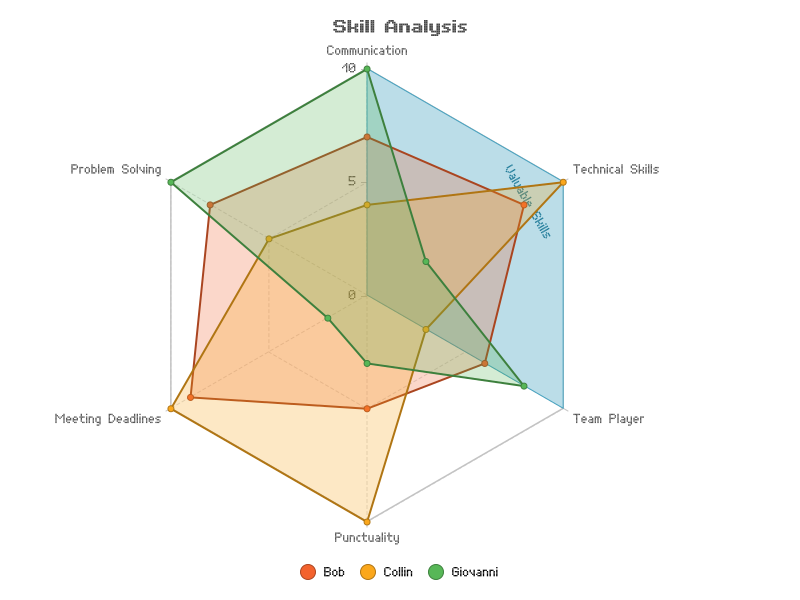 Skill Analysis
Communication
10
Problem Solving
Technical Skills
5
Valuable Skills
0
Meeting Deadlines
Team Player
Punctuality
Bob
Collin
Giovanni